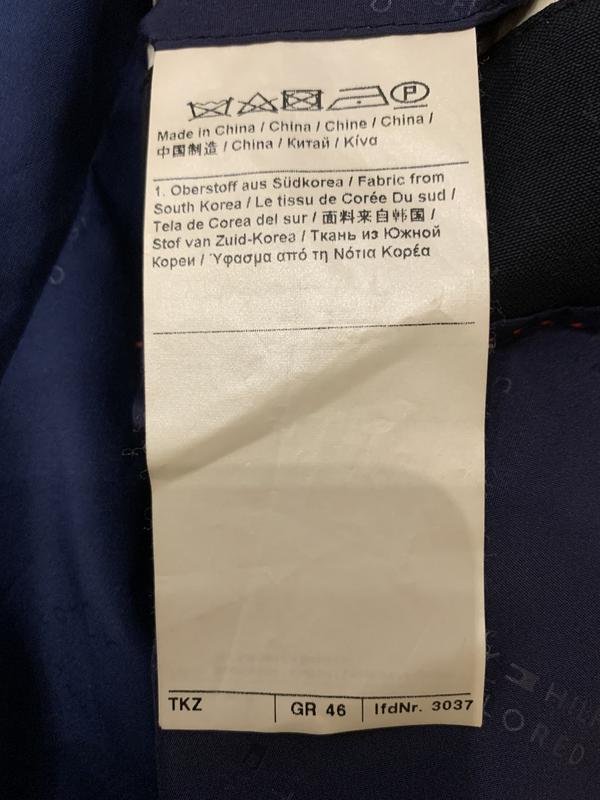 P
Made in China / China / Chine / China /
中国制造 / China / Китай / Κίνα
1. Oberstoff aus Südkorea / Fabric from
South Korea / Le tissu de Corée Du sud /
Tela de Corea del sur / 面料来自韩国 /
Stof van Zuid-Korea / Ткань из Южной
Кореи / Ύφασμα από τη Νότια Κορέα
TKZ GR 46 lfdNr. 3037
HILF
LORED